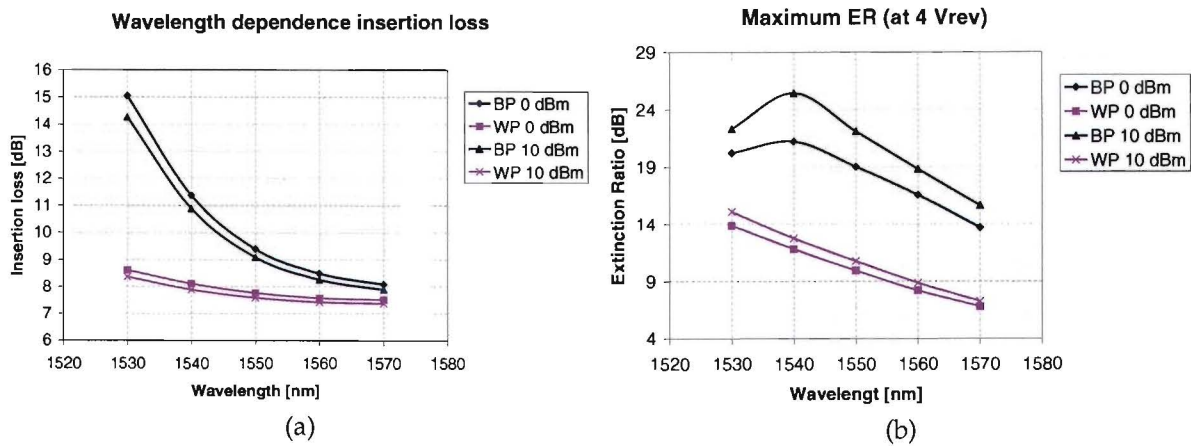 Wavelength dependence insertion loss
16
15
14
13
12
11
10
9
8
7
6
Insertion loss [dB]
1520 1530 1540 1550 1560 1570 1580
Wavelength [nm]
BP 0 dBm
WP 0 dBm
BP 10 dBm
WP 10 dBm
(a)
Maximum ER (at 4 Vrev)
29
24
19
14
9
4
Extinction Ratio [dB]
1520 1530 1540 1550 1560 1570 1580
Wavelengt [nm]
BP 0 dBm
WP 0 dBm
BP 10 dBm
WP 10 dBm
(b)